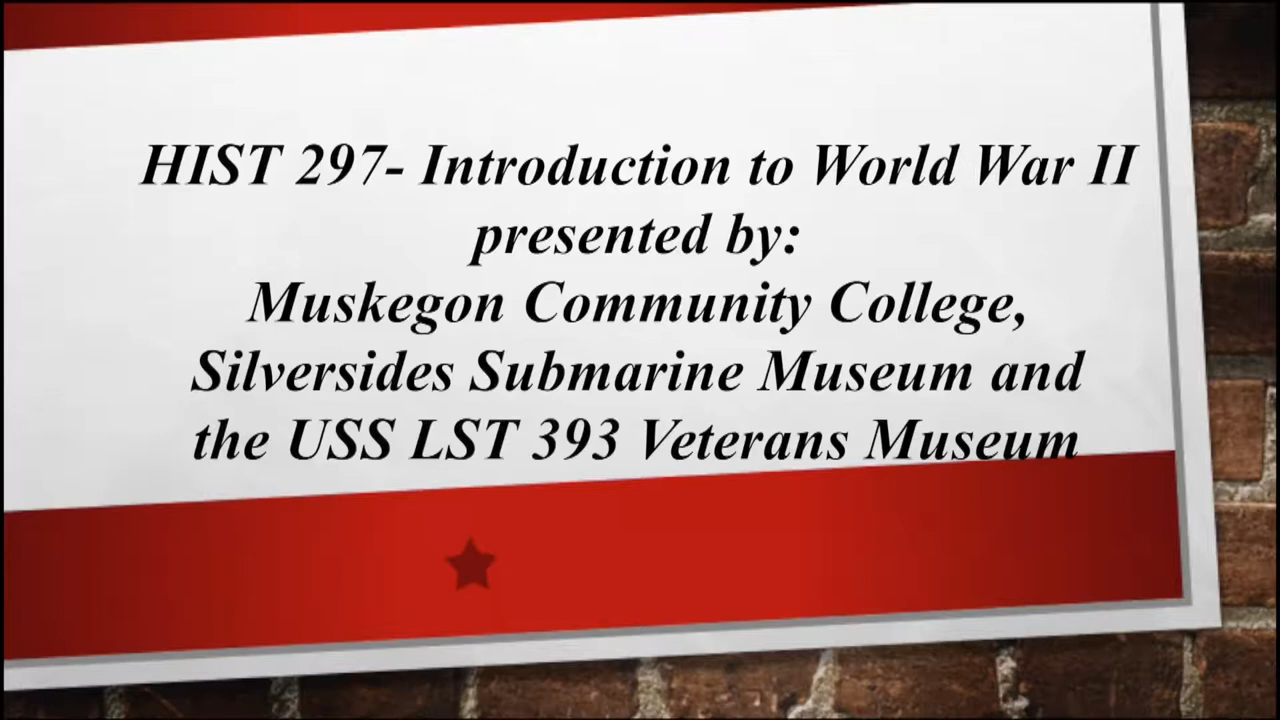 HIST 297- Introduction to World War II
presented by:
Muskegon Community College,
Silversides Submarine Museum and
the USS LST 393 Veterans Museum